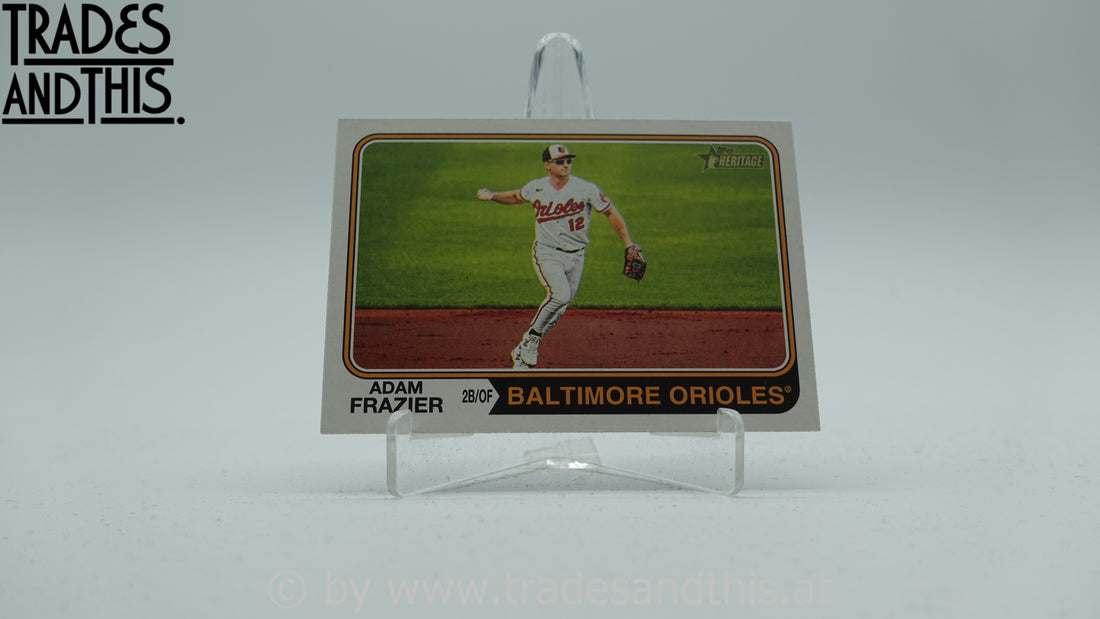 TRADES
ANDTHIS.
Topps
HERITAGE
Orioles
12
ADAM
FRAZIER
2B/OF
BALTIMORE ORIOLES®
© by www.tradesandthis.at